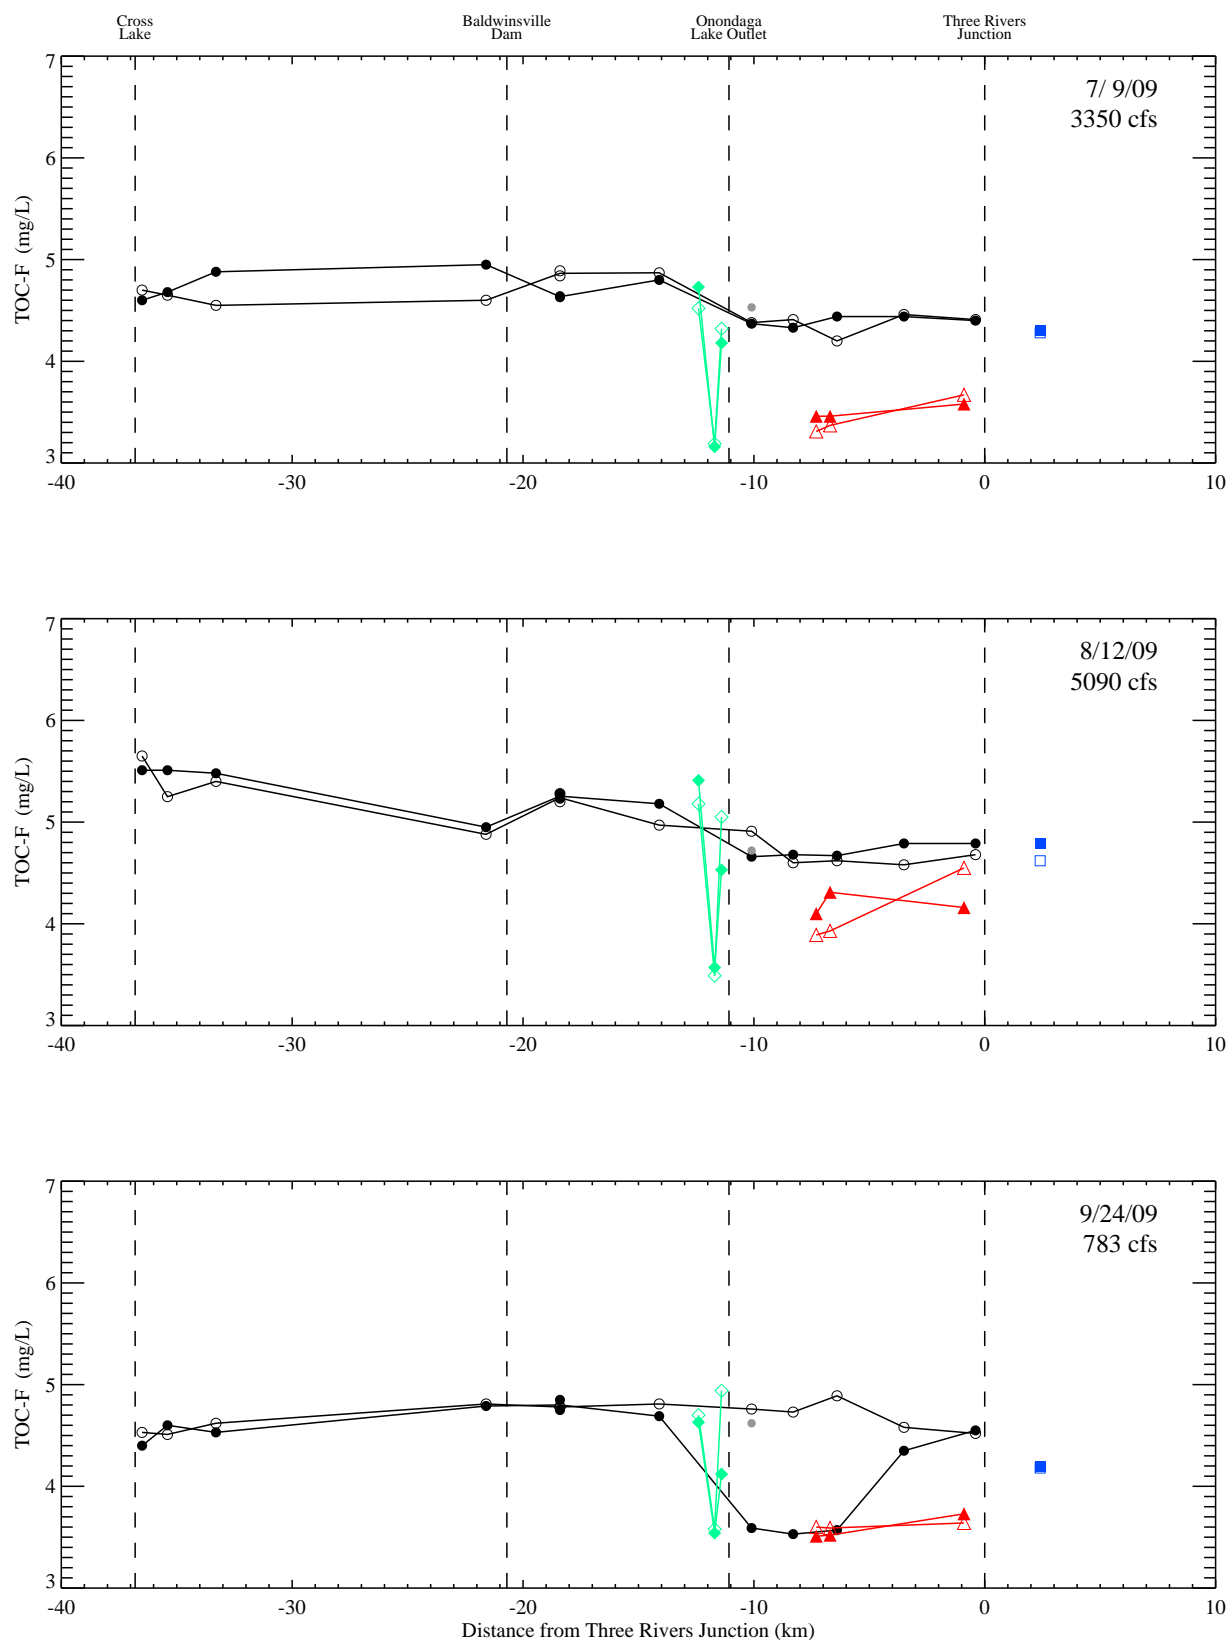 Cross
Lake
Baldwinsville
Dam
Onondaga
Lake Outlet
Three Rivers
Junction
7/ 9/09
3350 cfs
TOC-F (mg/L)
7
6
5
4
3
-40 -30 -20 -10 0 10
8/12/09
5090 cfs
TOC-F (mg/L)
7
6
5
4
3
-40 -30 -20 -10 0 10
9/24/09
783 cfs
TOC-F (mg/L)
7
6
5
4
3
-40 -30 -20 -10 0 10
Distance from Three Rivers Junction (km)